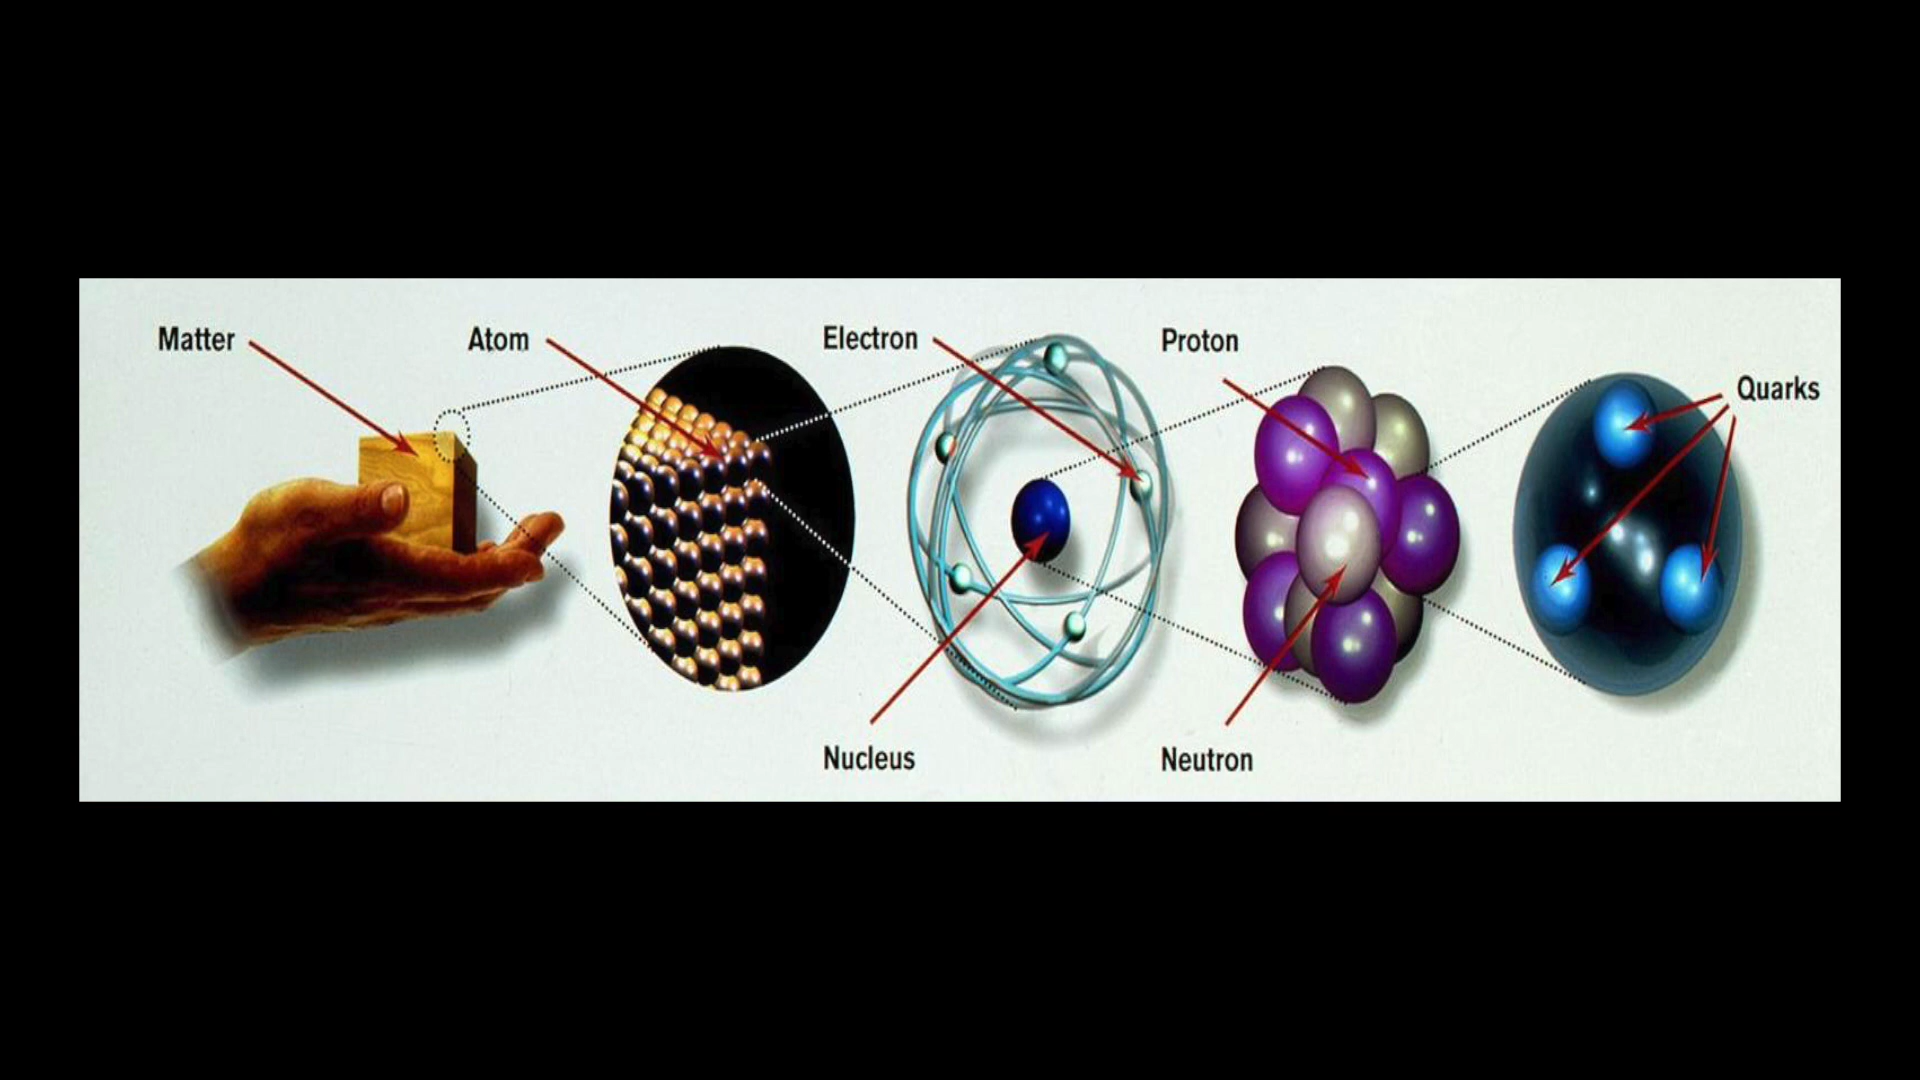 Matter
Atom
Electron
Proton
Quarks
Nucleus
Neutron